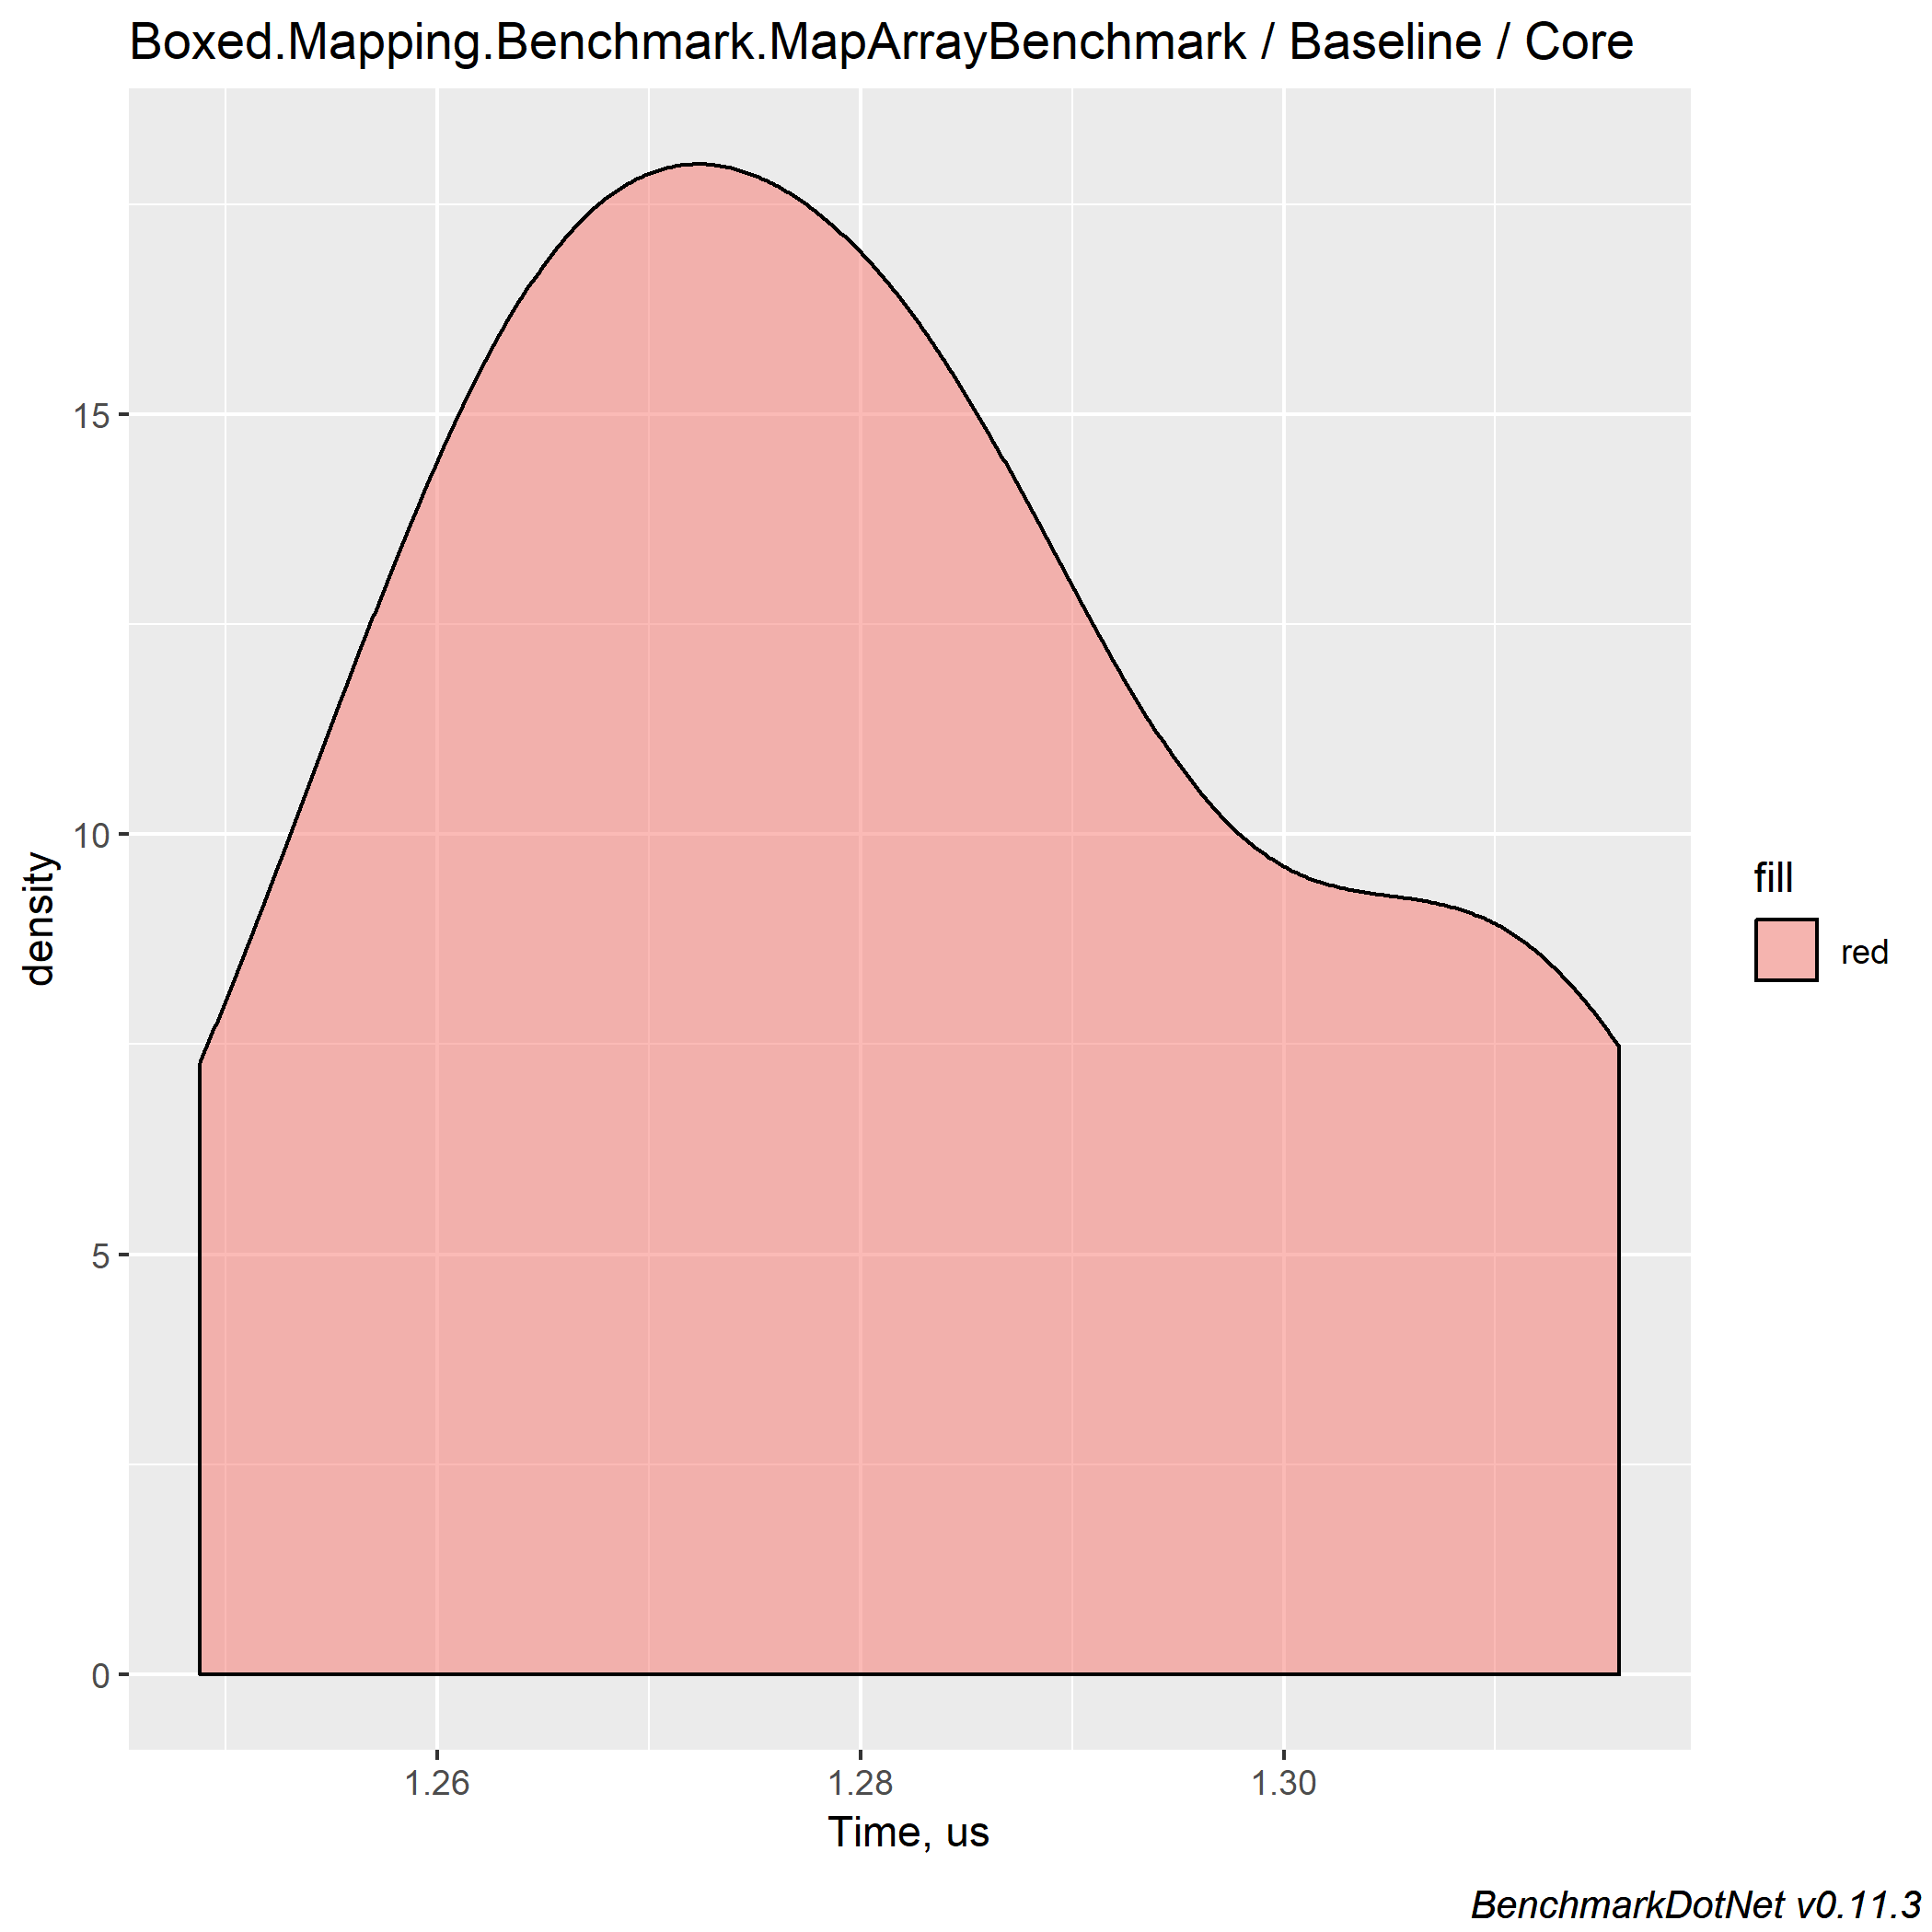 Boxed.Mapping.Benchmark.MapArrayBenchmark / Baseline / Core
15
10
5
0
density
1.26 1.28 1.30
Time, us
fill
red
BenchmarkDotNet v0.11.3